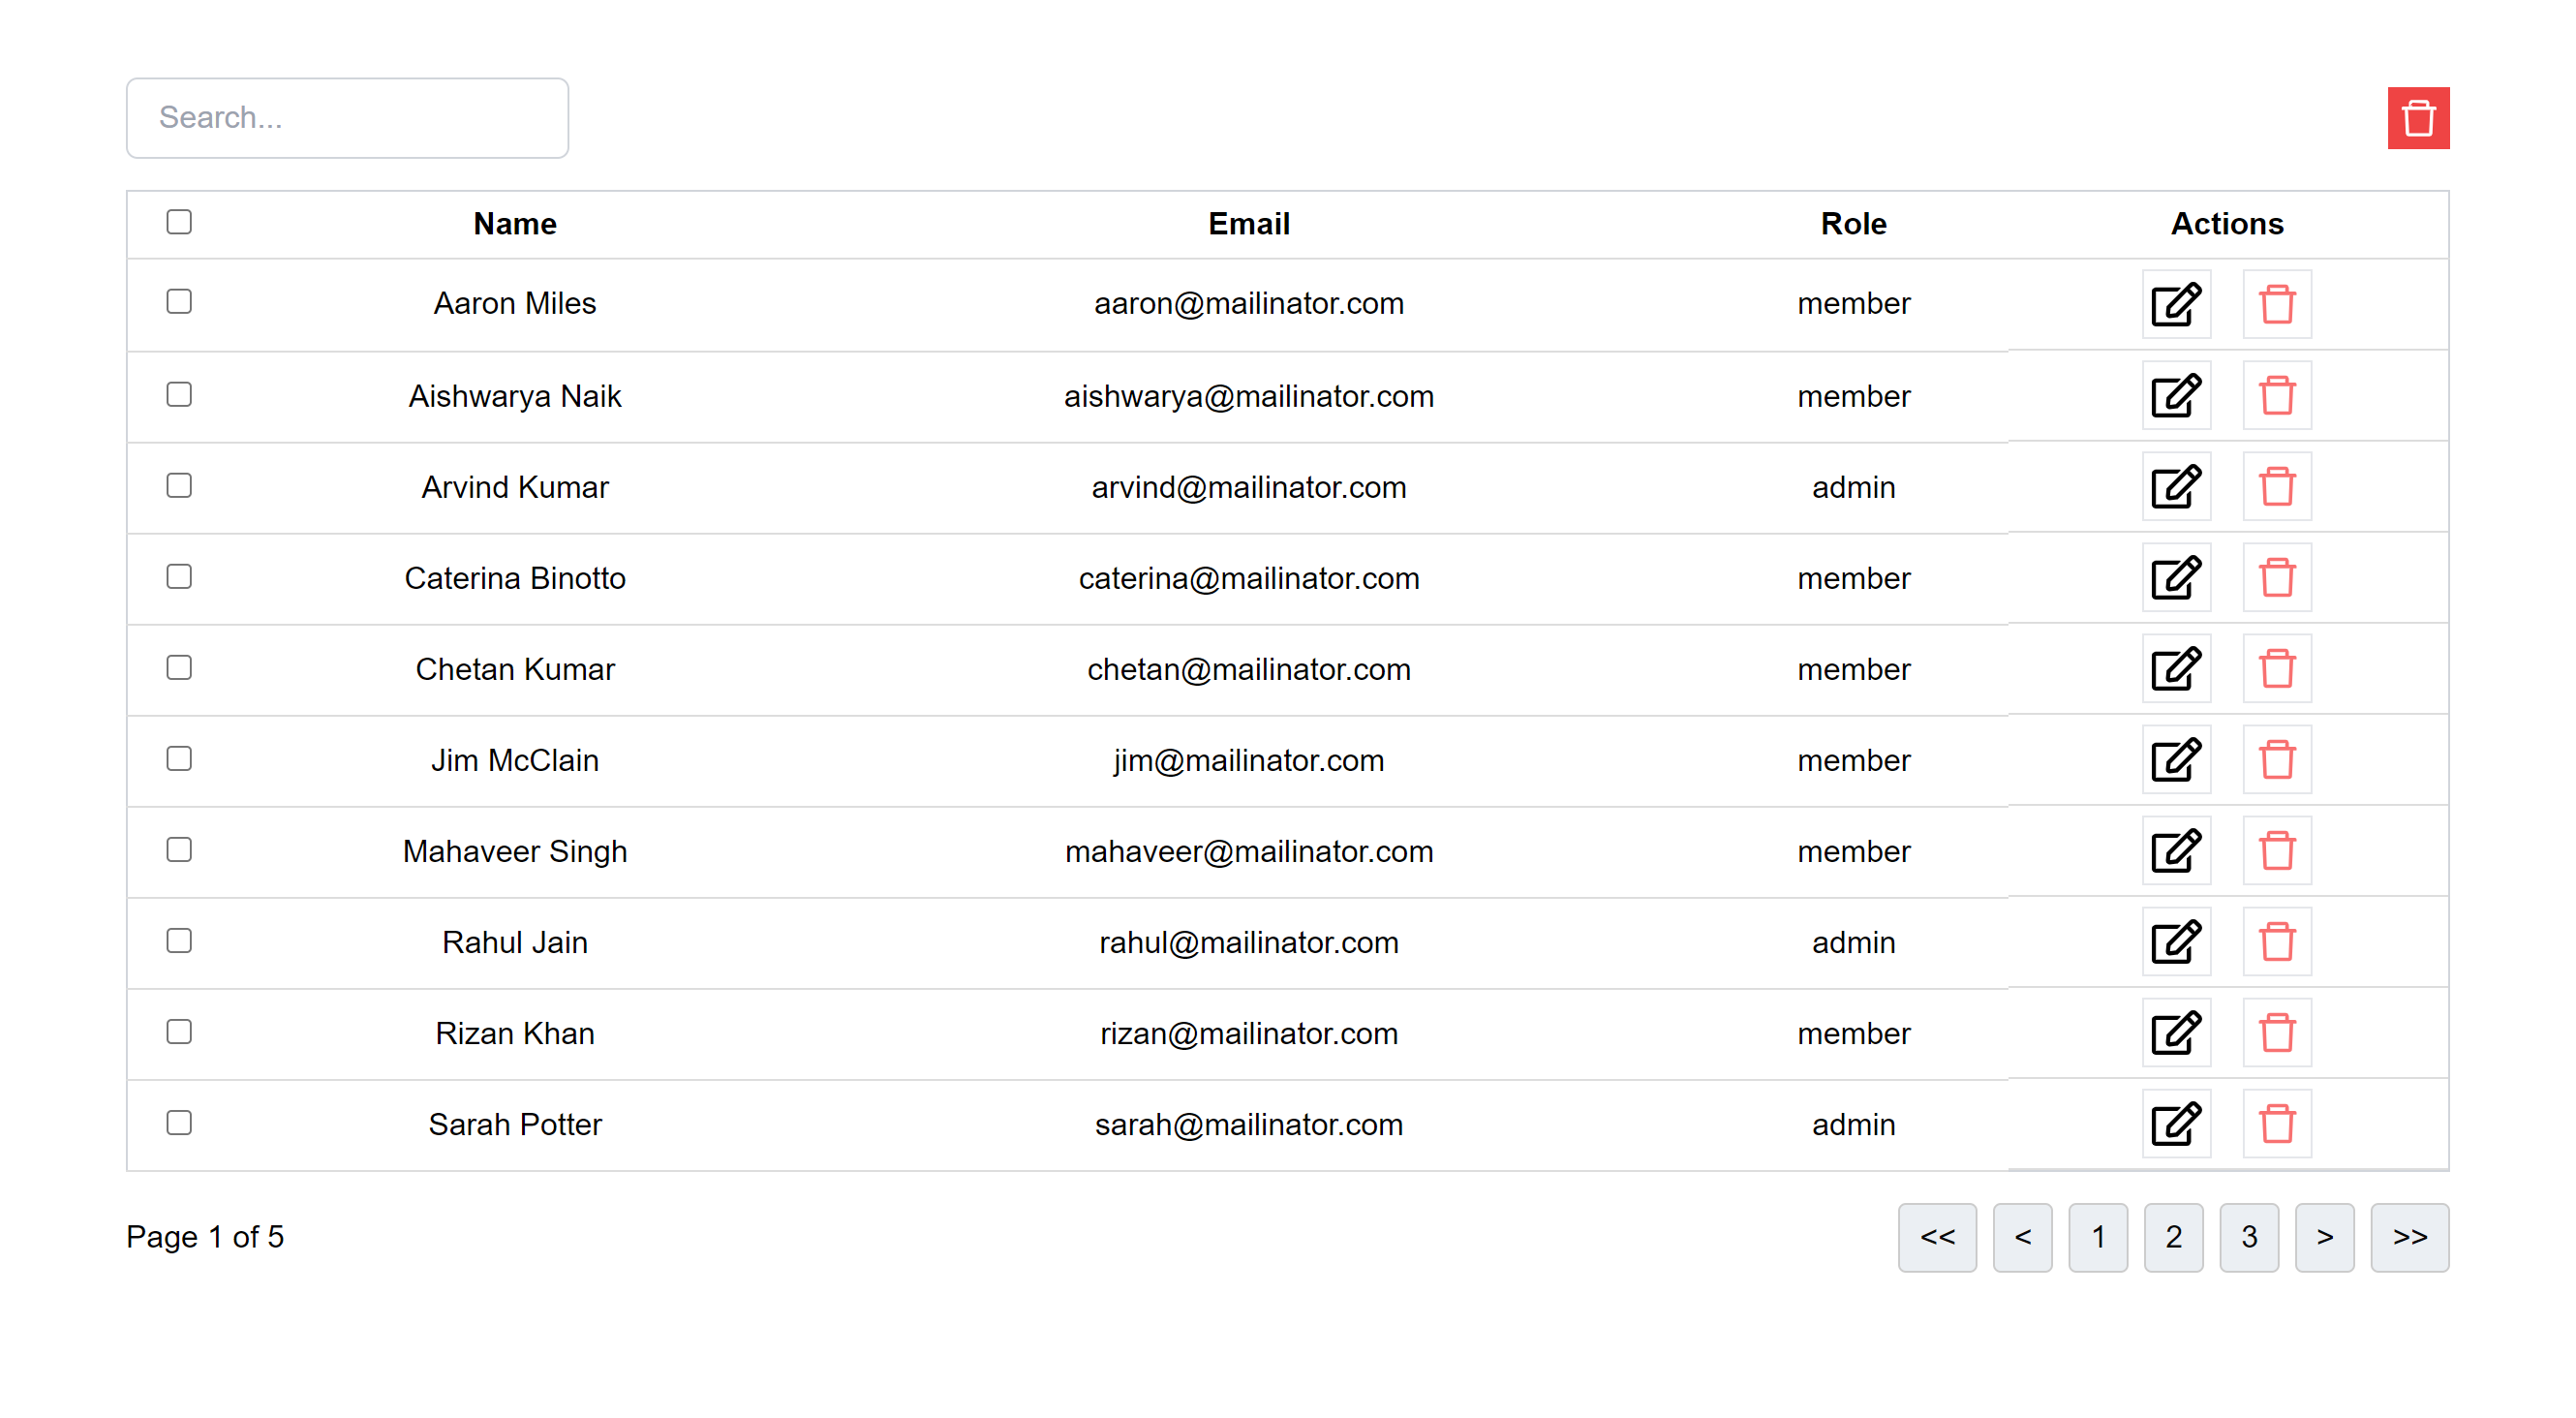 Search...
Name Email Role Actions
Aaron Miles aaron@mailinator.com member
Aishwarya Naik aishwarya@mailinator.com member
Arvind Kumar arvind@mailinator.com admin
Caterina Binotto caterina@mailinator.com member
Chetan Kumar chetan@mailinator.com member
Jim McClain jim@mailinator.com member
Mahaveer Singh mahaveer@mailinator.com member
Rahul Jain rahul@mailinator.com admin
Rizan Khan rizan@mailinator.com member
Sarah Potter sarah@mailinator.com admin
Page 1 of 5 << < 1 2 3 > >>